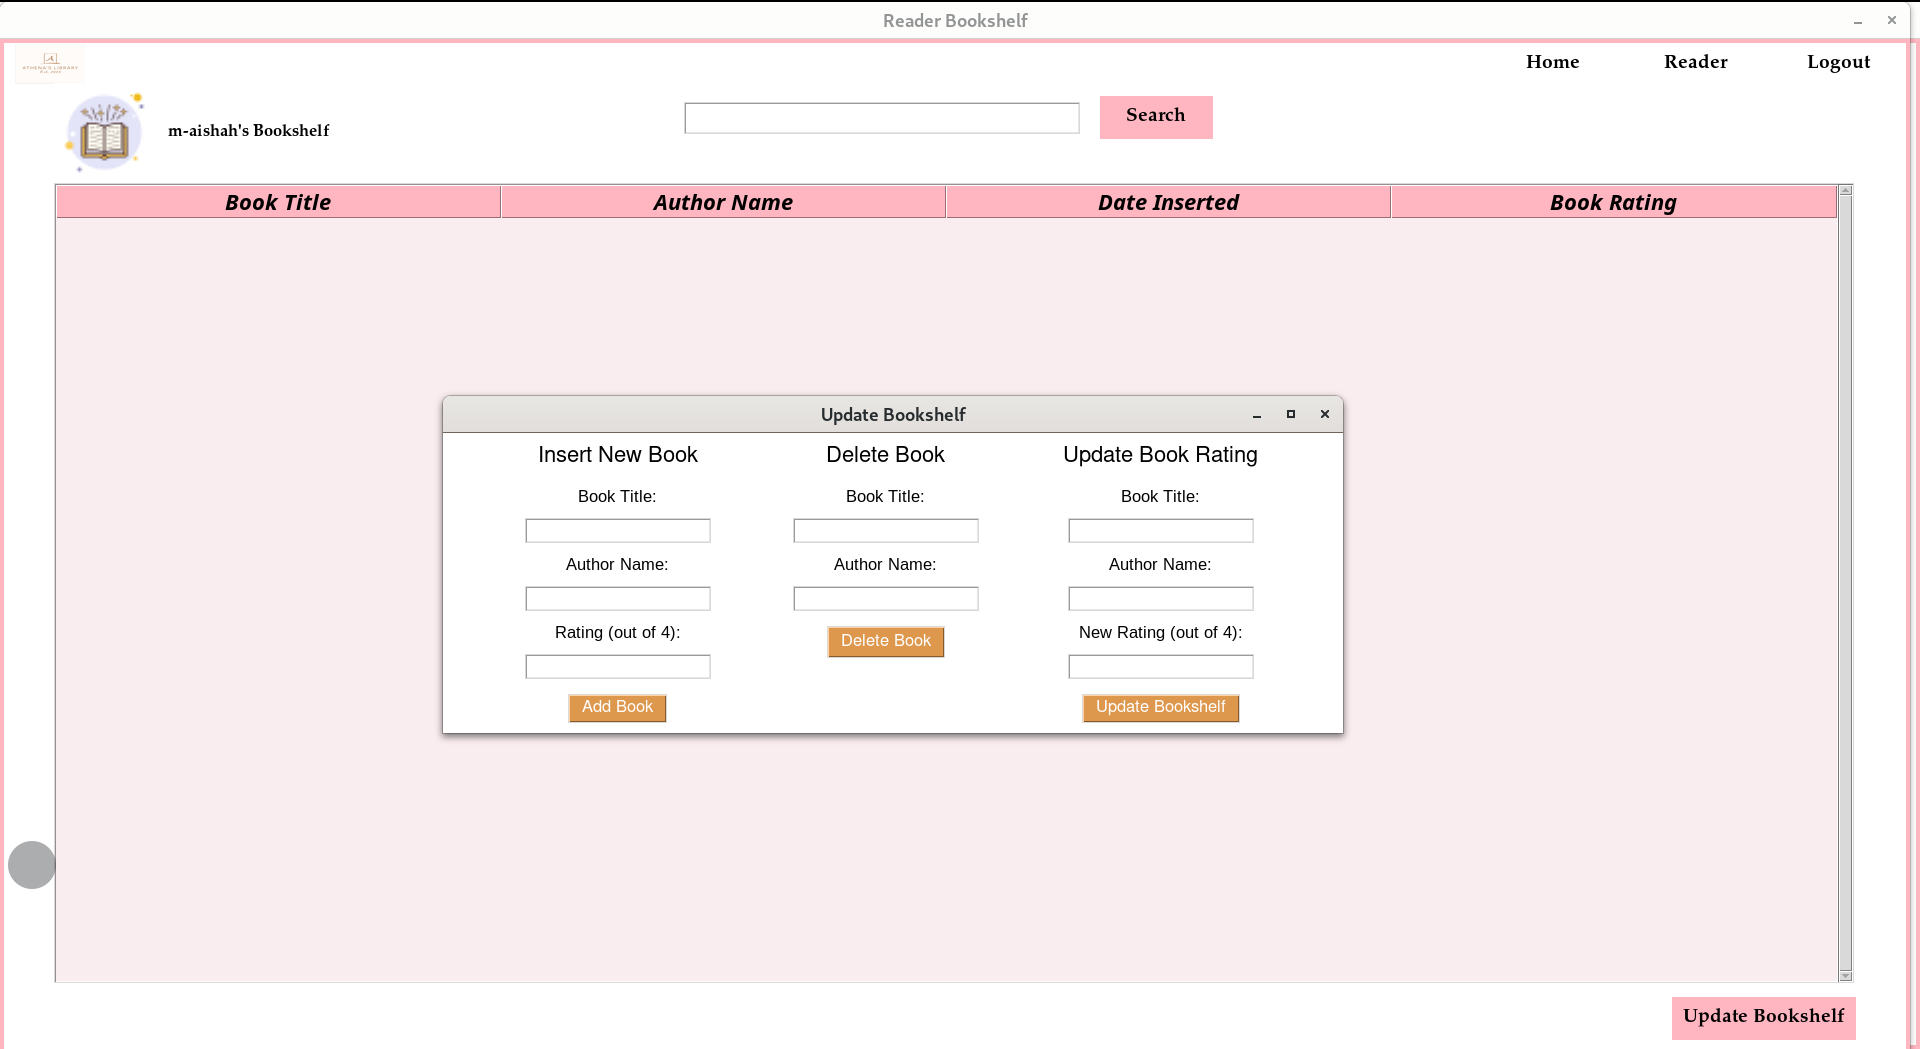 Reader Bookshelf
ATHENA'S LIBRARY
Home Reader Logout
m-aishah's Bookshelf
Search
Book Title Author Name Date Inserted Book Rating
Update Bookshelf
Insert New Book Delete Book Update Book Rating
Book Title: Book Title: Book Title:
Author Name: Author Name: Author Name:
Rating (out of 4): New Rating (out of 4):
Delete Book
Add Book Update Bookshelf
Update Bookshelf